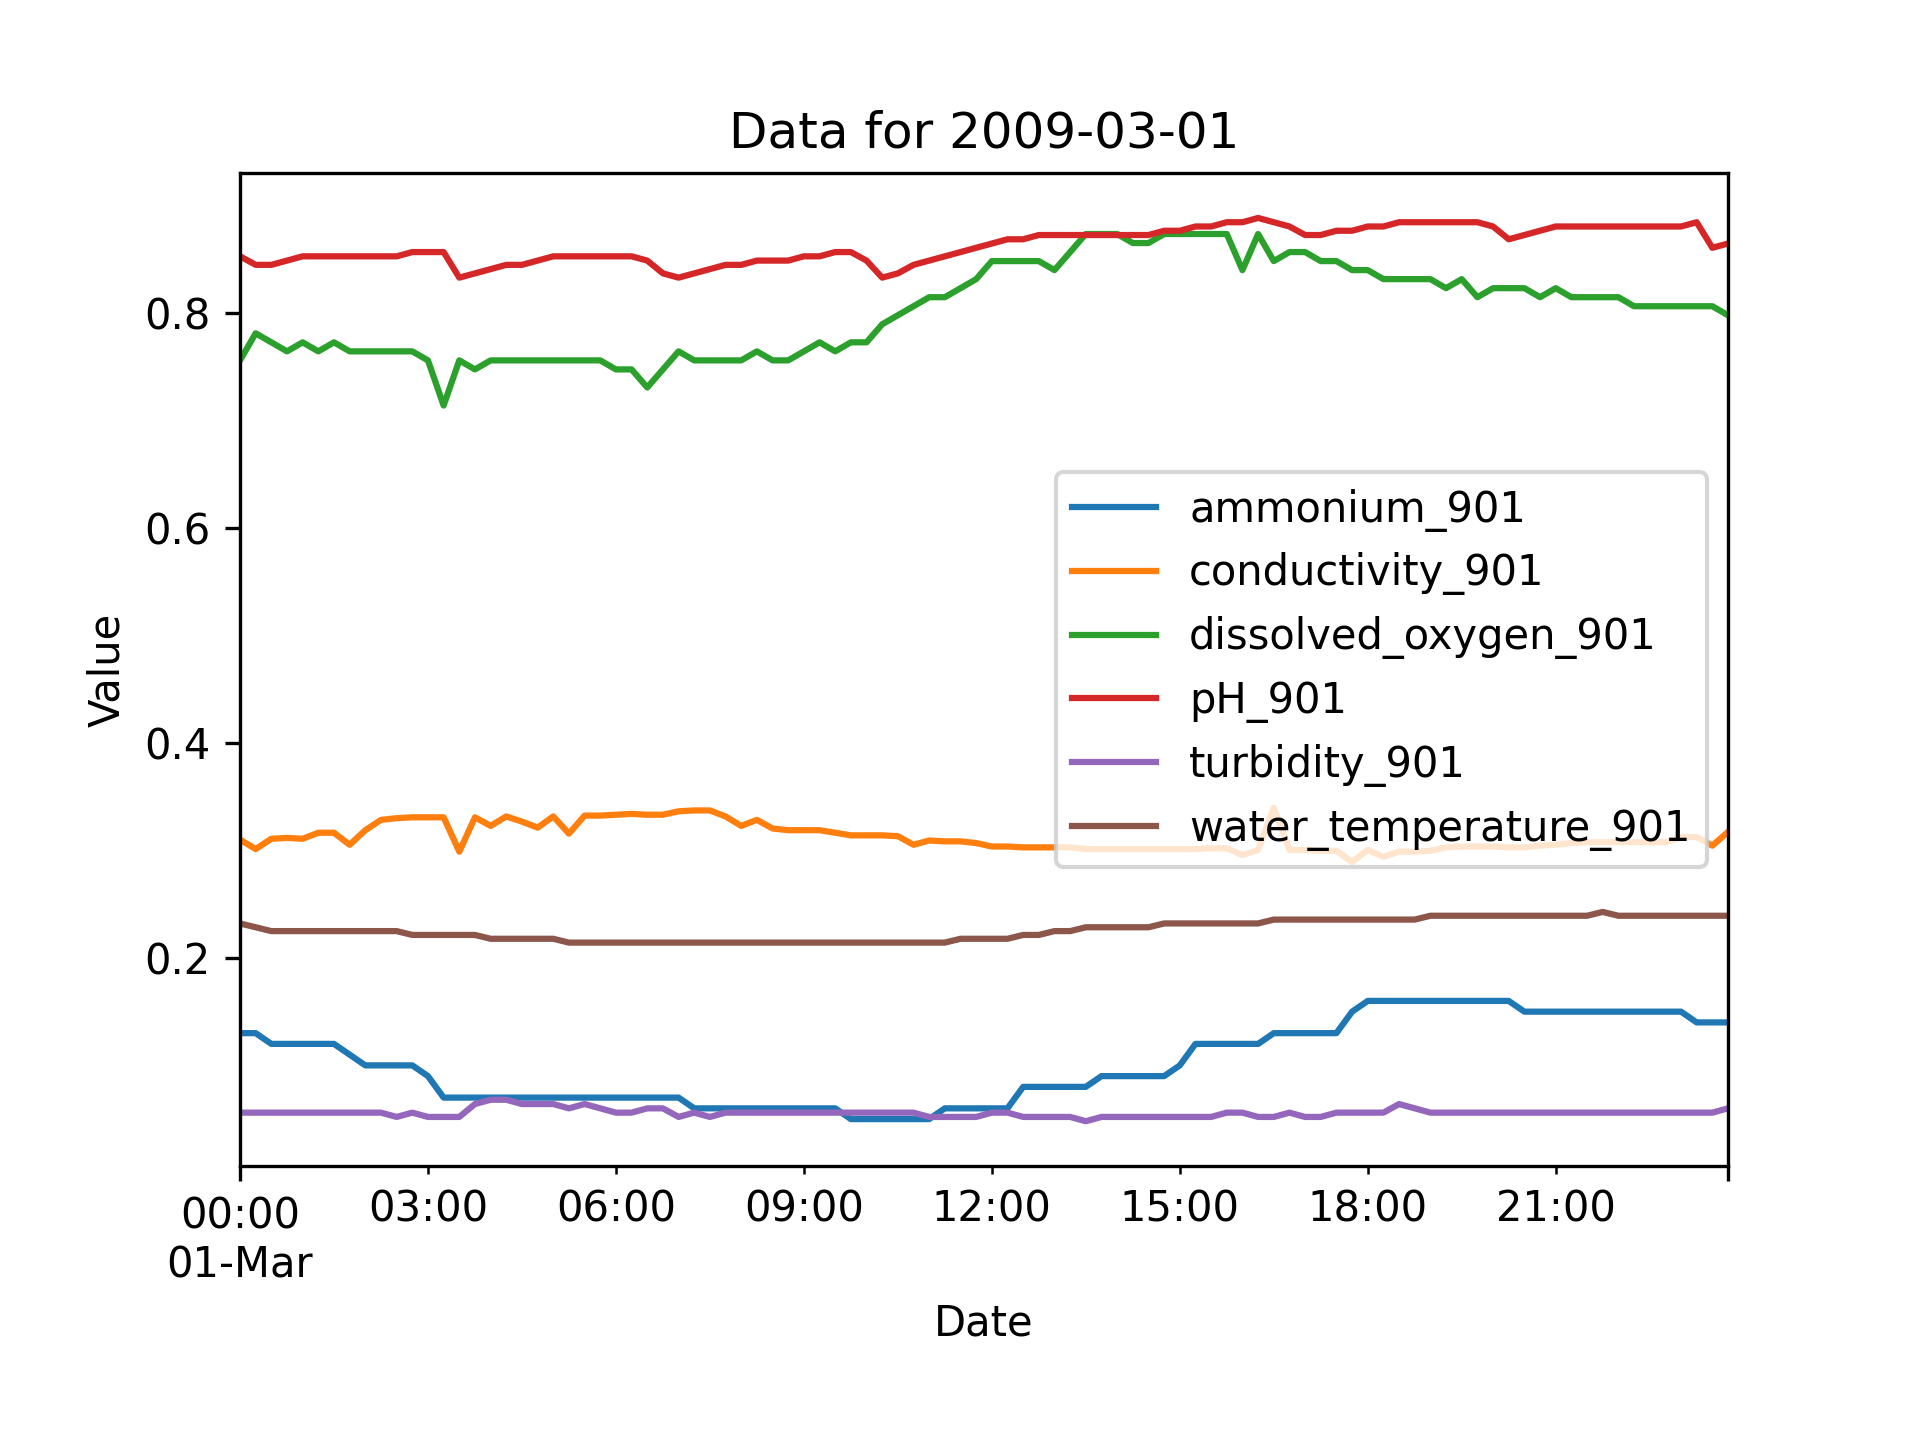 Data for 2009-03-01
0.8
0.6
0.4
0.2
Value
ammonium_901
conductivity_901
dissolved_oxygen_901
pH_901
turbidity_901
water_temperature_901
00:00 03:00 06:00 09:00 12:00 15:00 18:00 21:00
01-Mar
Date